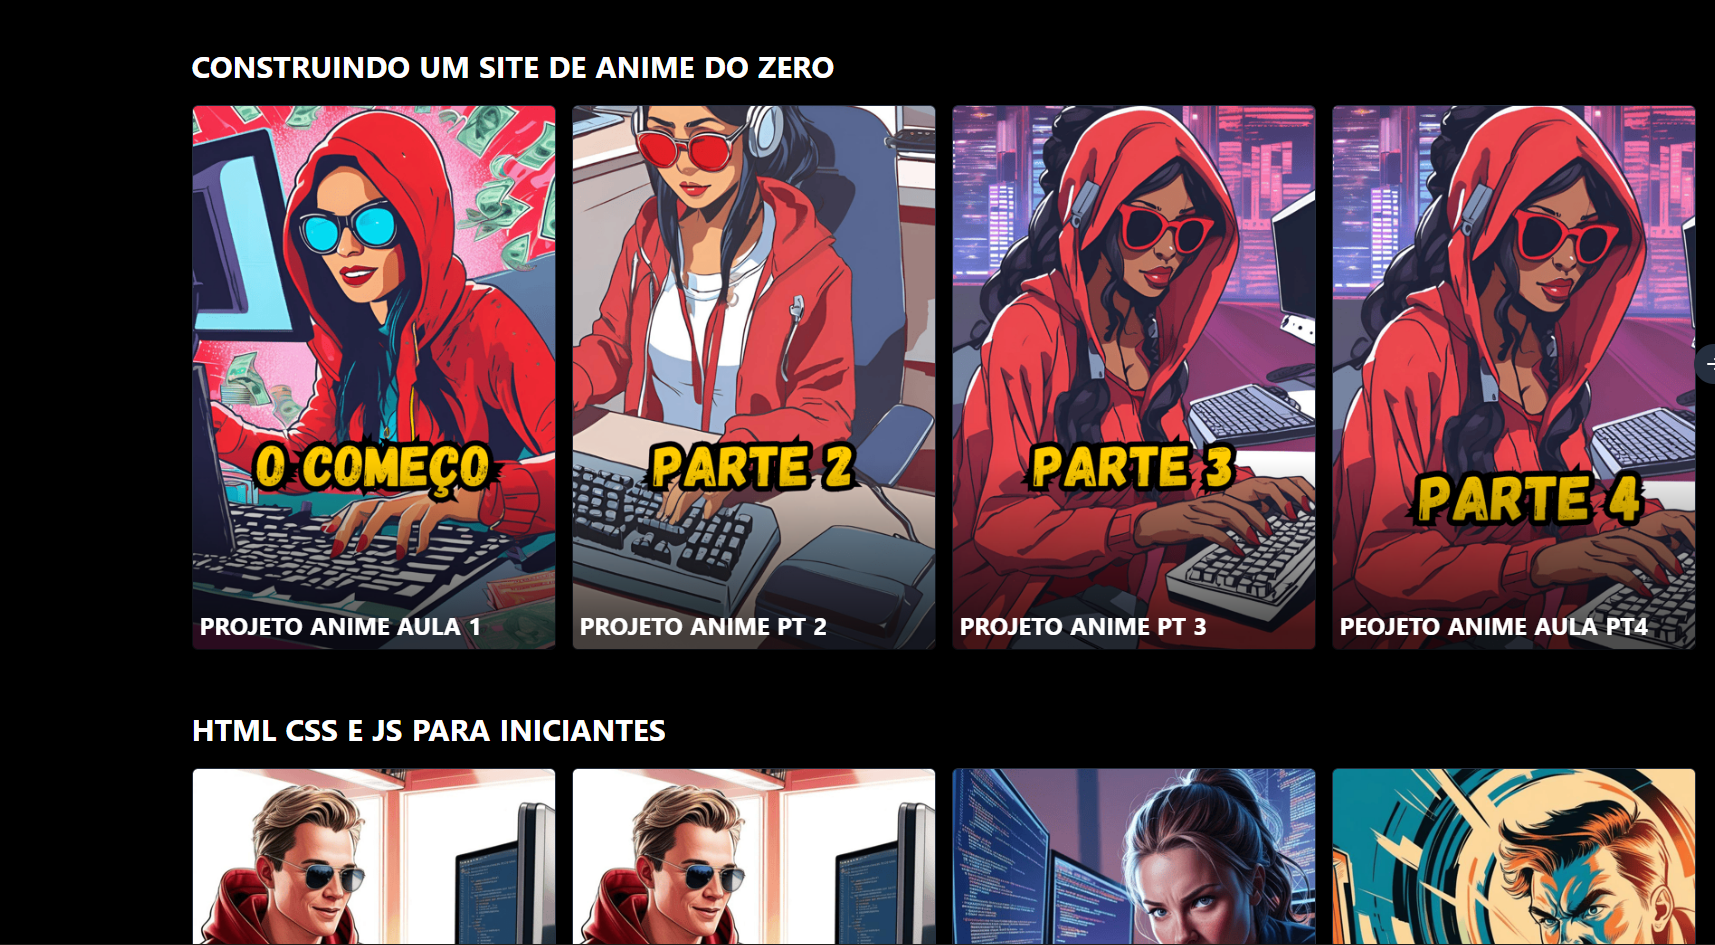 CONSTRUINDO UM SITE DE ANIME DO ZERO
O COMEÇO
PROJETO ANIME AULA 1
PARTE 2
PROJETO ANIME PT 2
PARTE 3
PROJETO ANIME PT 3
PARTE 4
PEOJETO ANIME AULA PT4
HTML CSS E JS PARA INICIANTES